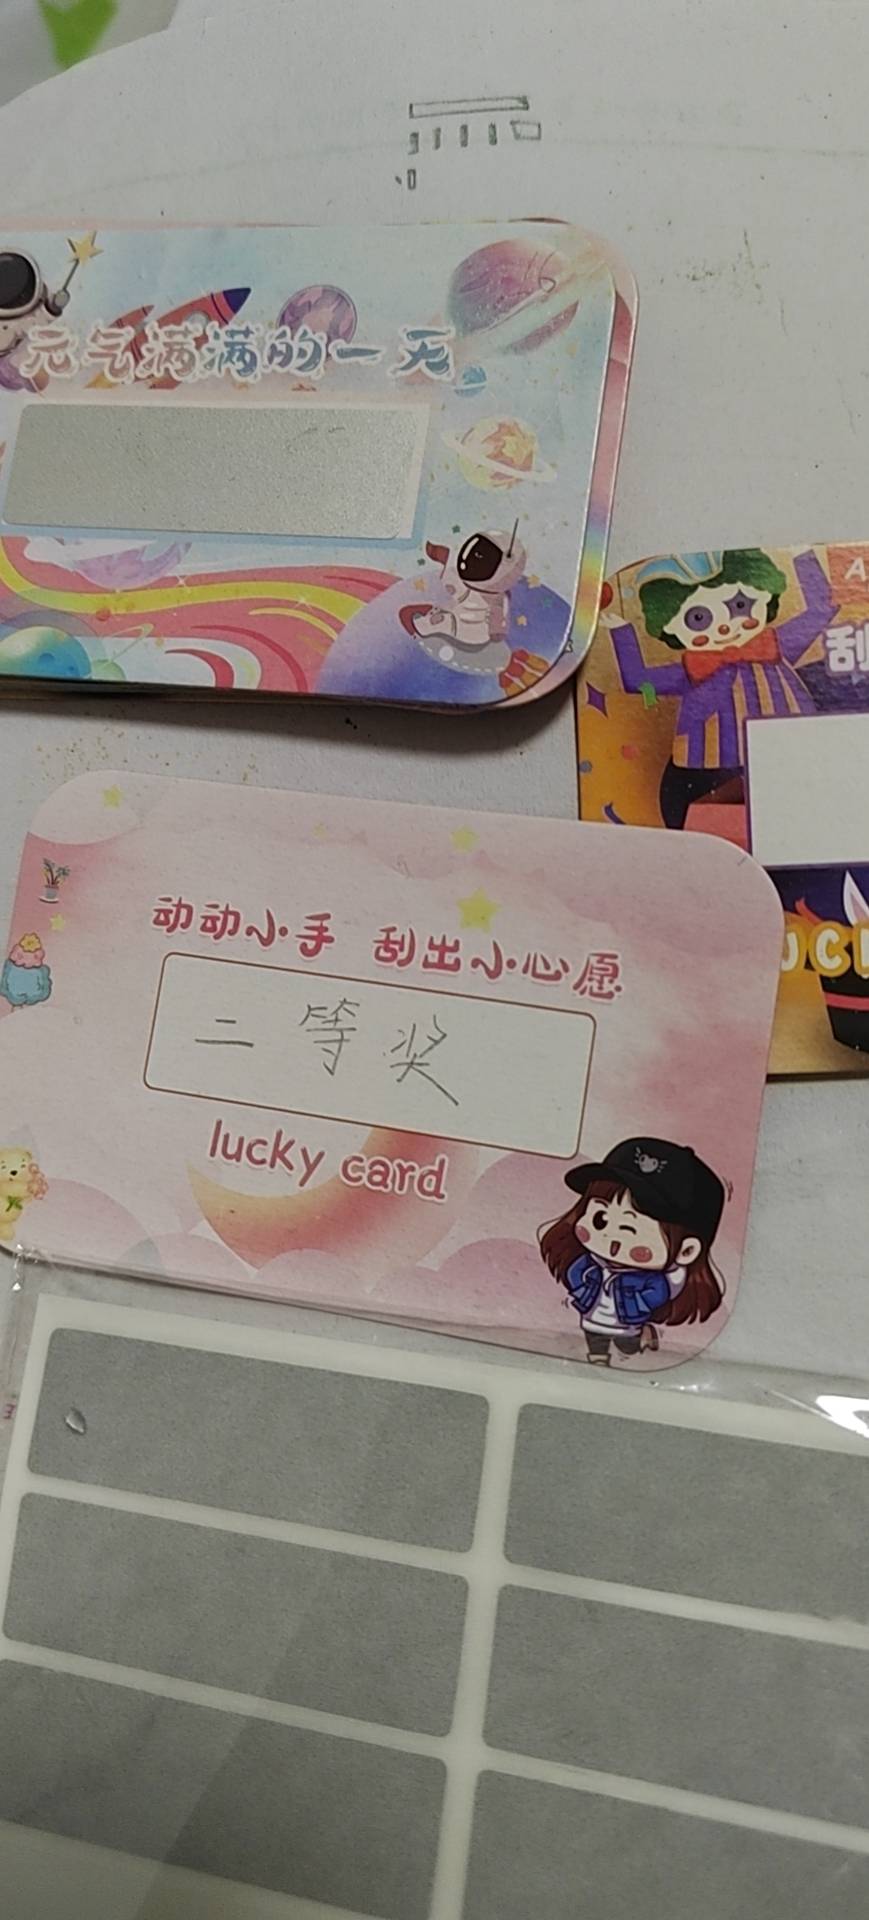 元气满满的一天
刮
动动小手 刮出小心愿
二等奖
lucky card